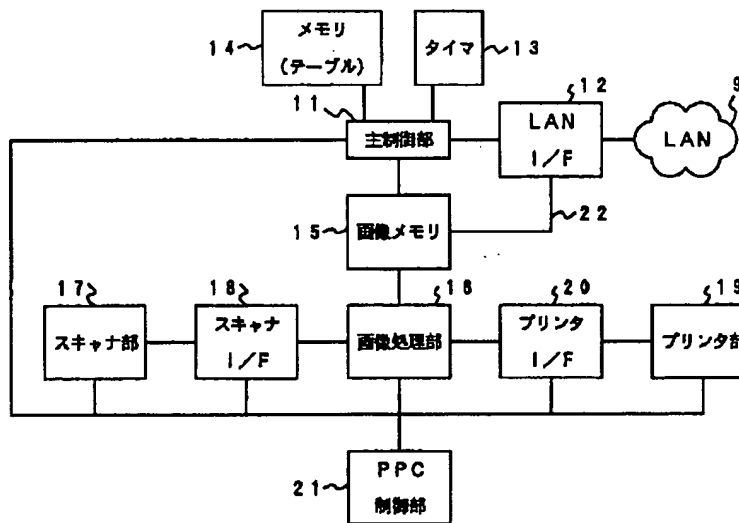 メモリ
(テーブル)
14
タイマ
13
11
主制御部
12
LAN
I/F
9
LAN
22
15
画像メモリ
17
スキャナ部
18
スキャナ
I/F
16
画像処理部
20
プリンタ
I/F
19
プリンタ部
21
PPC
制御部